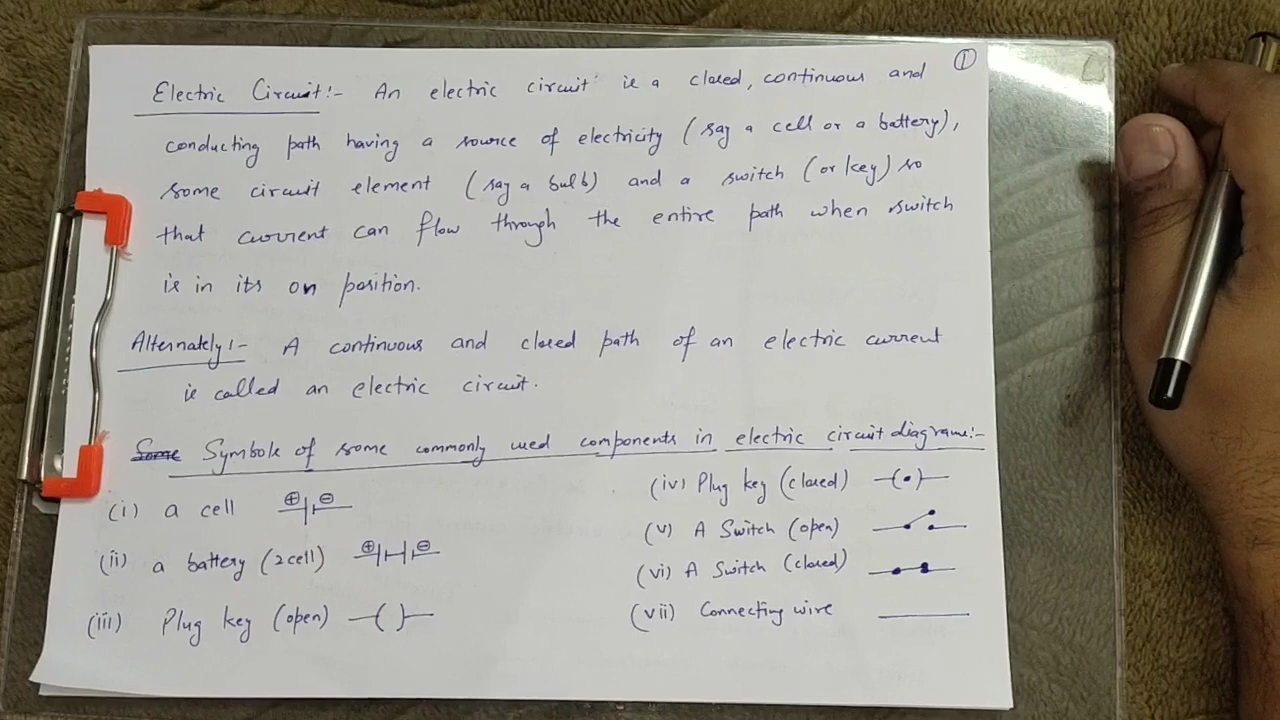 ①
Electric Circuit:- An electric circuit is a closed, continuous and
conducting path having a source of electricity (say a cell or a battery),
some circuit element (say a bulb) and a switch (or key) so
that current can flow through the entire path when switch
is in its on position.
Alternately:- A continuous and closed path of an electric current
is called an electric circuit.
Some Symbols of some commonly used components in electric circuit diagrams:-
(i) a cell ⊕ ⊖
(ii) a battery (2cell) ⊕ ⊖
(iii) Plug key (open)
(iv) Plug key (closed)
(v) A Switch (open)
(vi) A Switch (closed)
(vii) Connecting wire